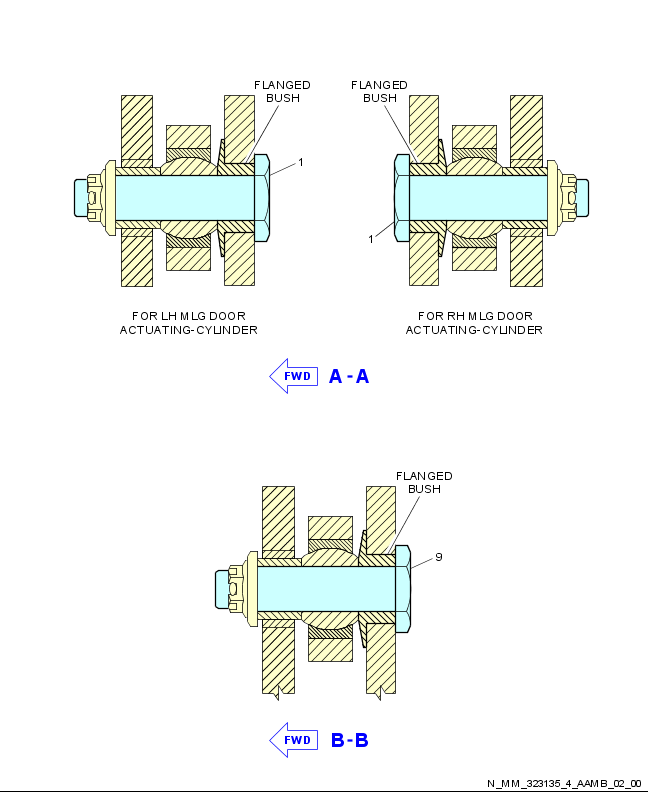 FLANGED
BUSH
1
FOR LH MLG DOOR
ACTUATING-CYLINDER
FLANGED
BUSH
1
FOR RH MLG DOOR
ACTUATING-CYLINDER
FWD A-A
FLANGED
BUSH
9
FWD B-B
N_MM_323135_4_AAMB_02_00